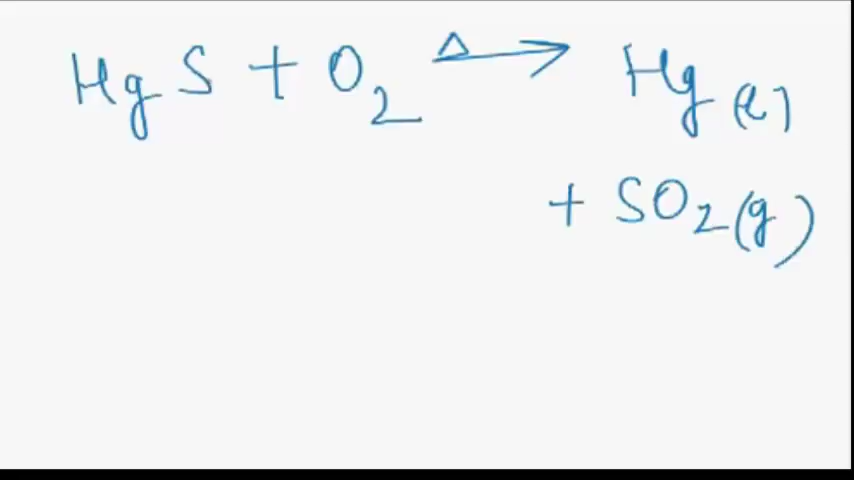 HgS + O₂ △→ Hg(l)
+ SO₂(g)